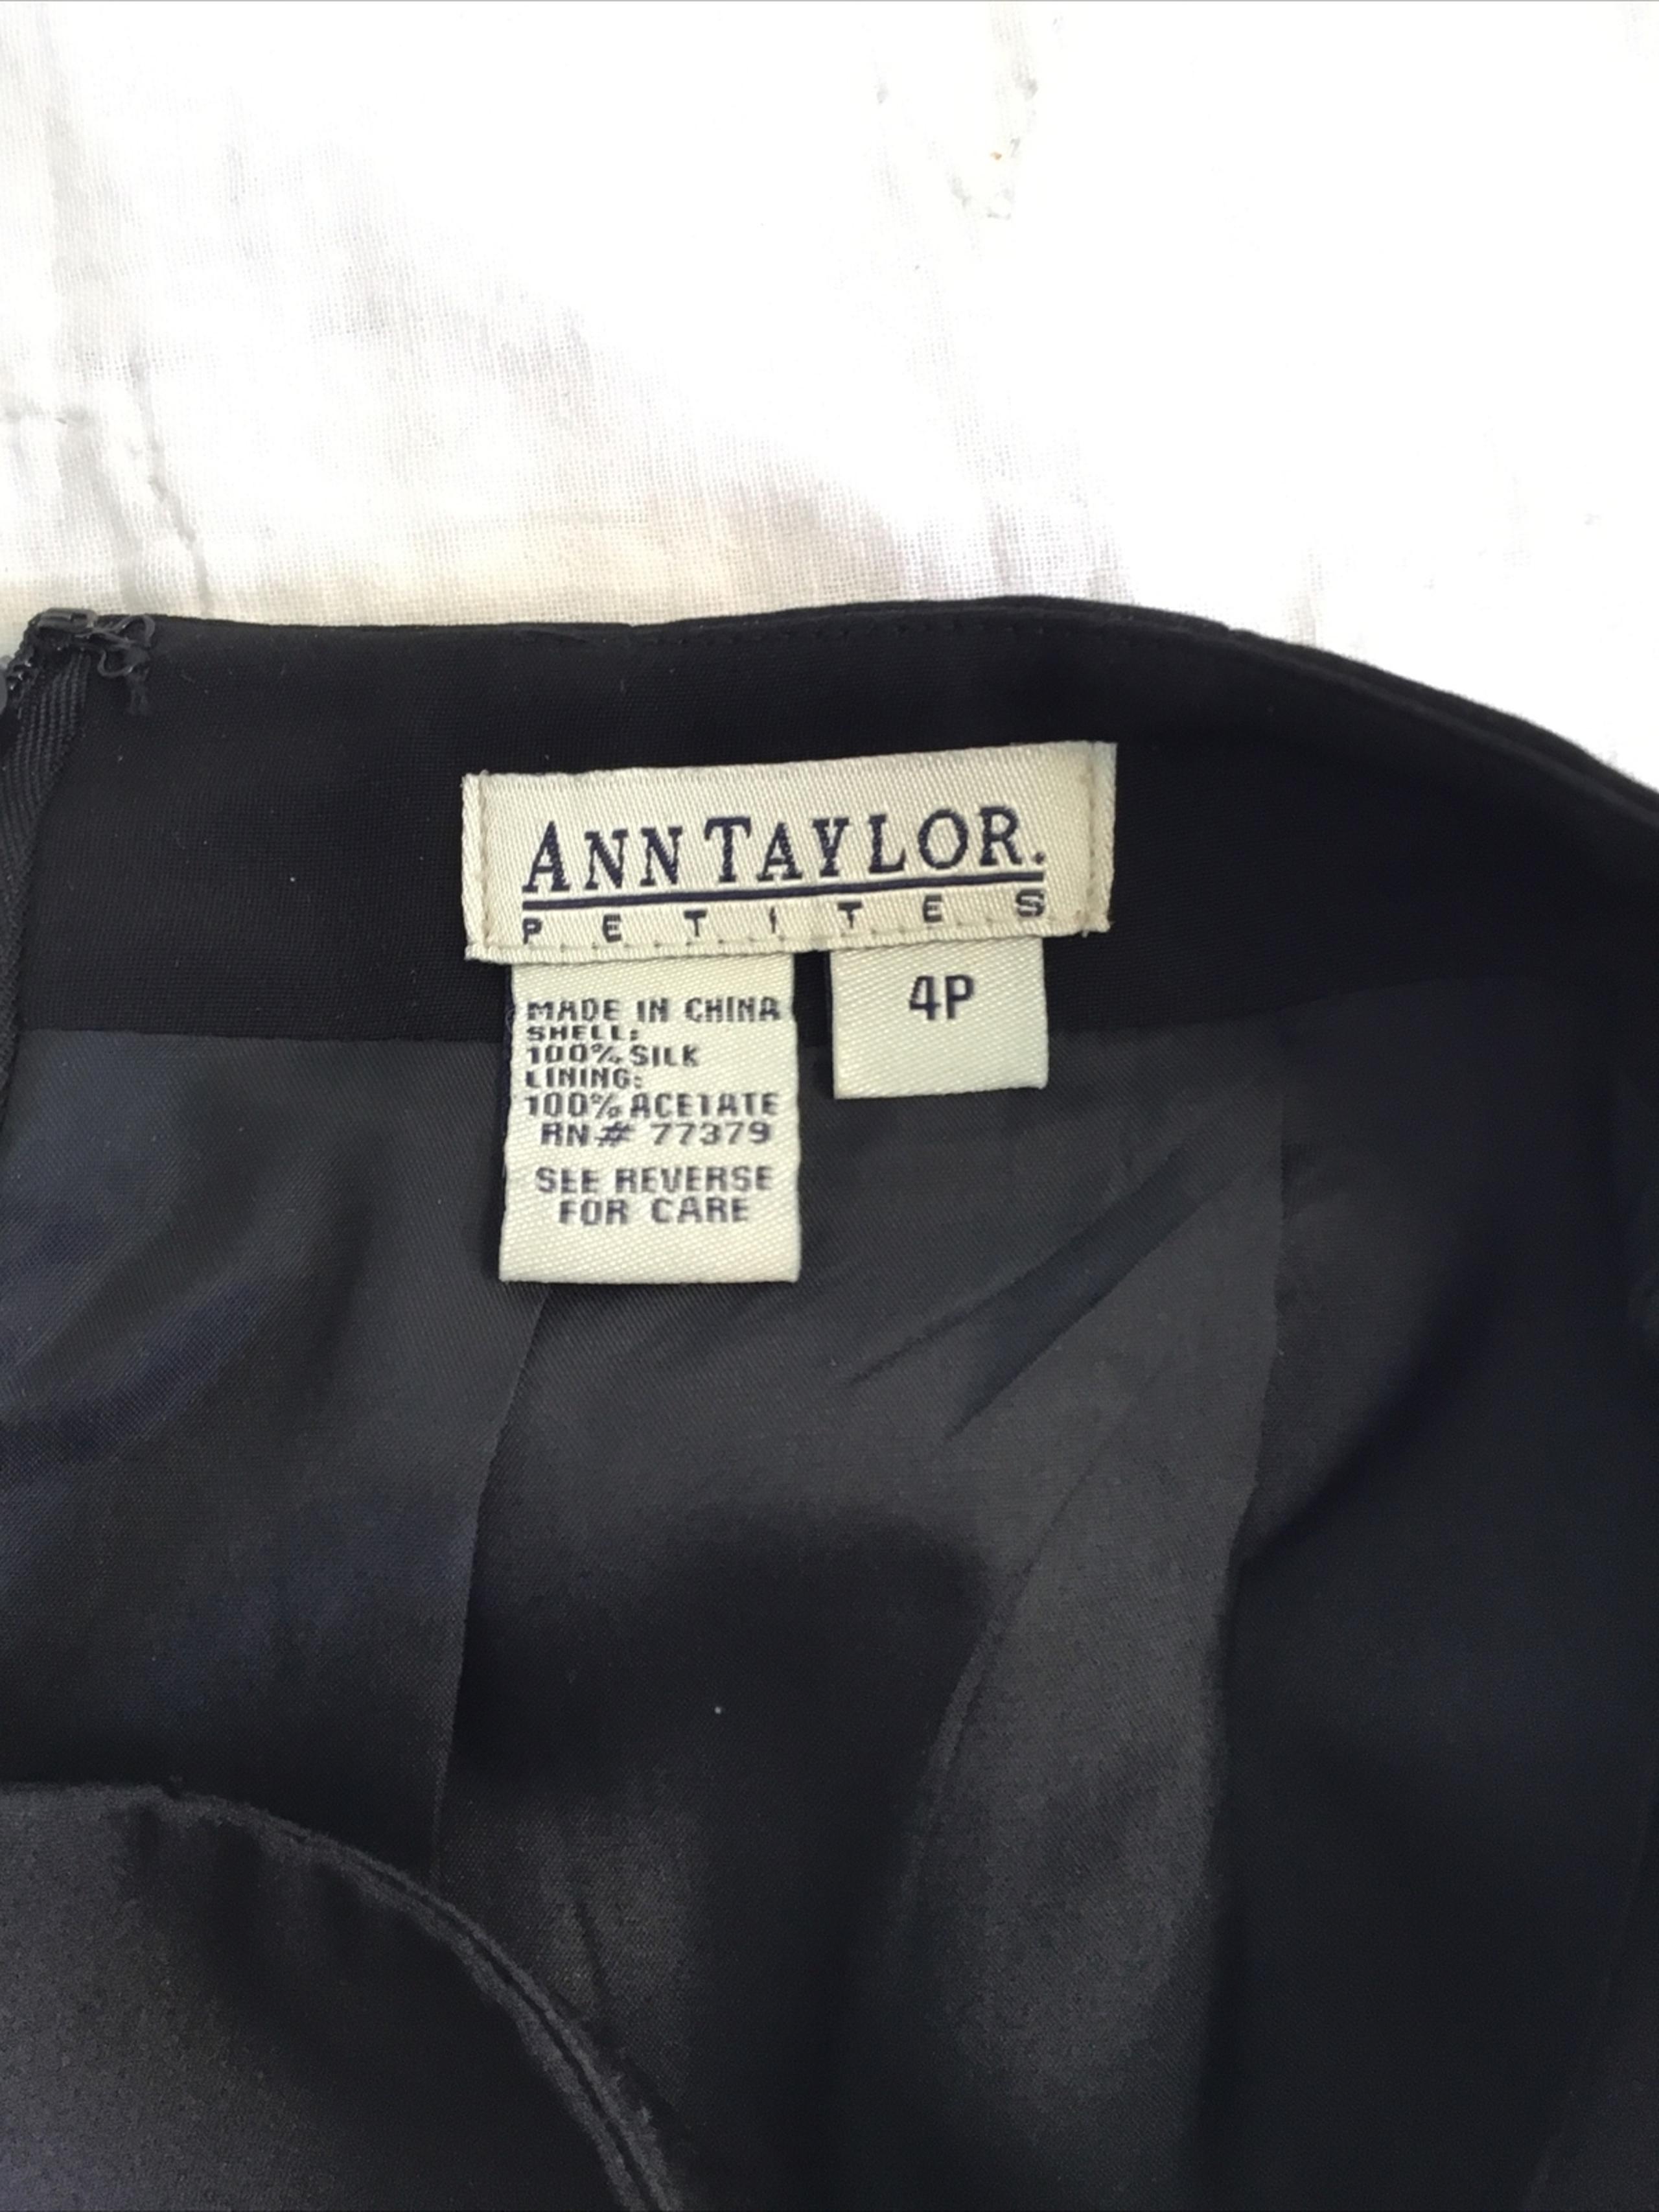 ANN TAYLOR.
PETITES
4P
MADE IN CHINA
SHELL:
100% SILK
LINING:
100% ACETATE
RN# 77379
SEE REVERSE
FOR CARE